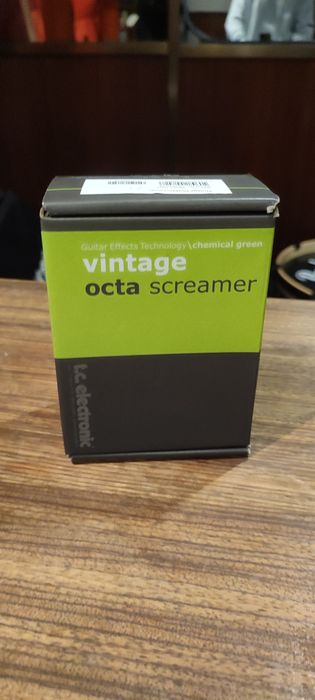 Guitar Effects Technology\chemical green
vintage
octa screamer
t.c. electronic